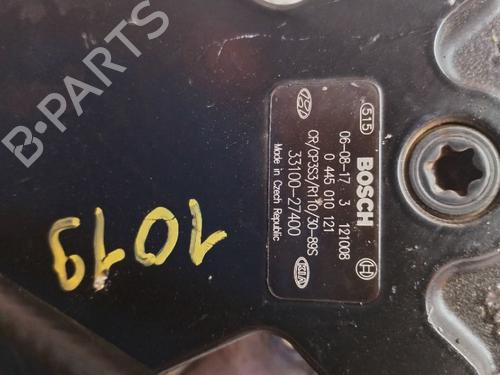 515
BOSCH
06-08-17 3 121008
0 445 010 121
CR/CP3S3/R110/30-89S
33100-27400
Made in Czech Republic
KIA
1019
B-PARTS